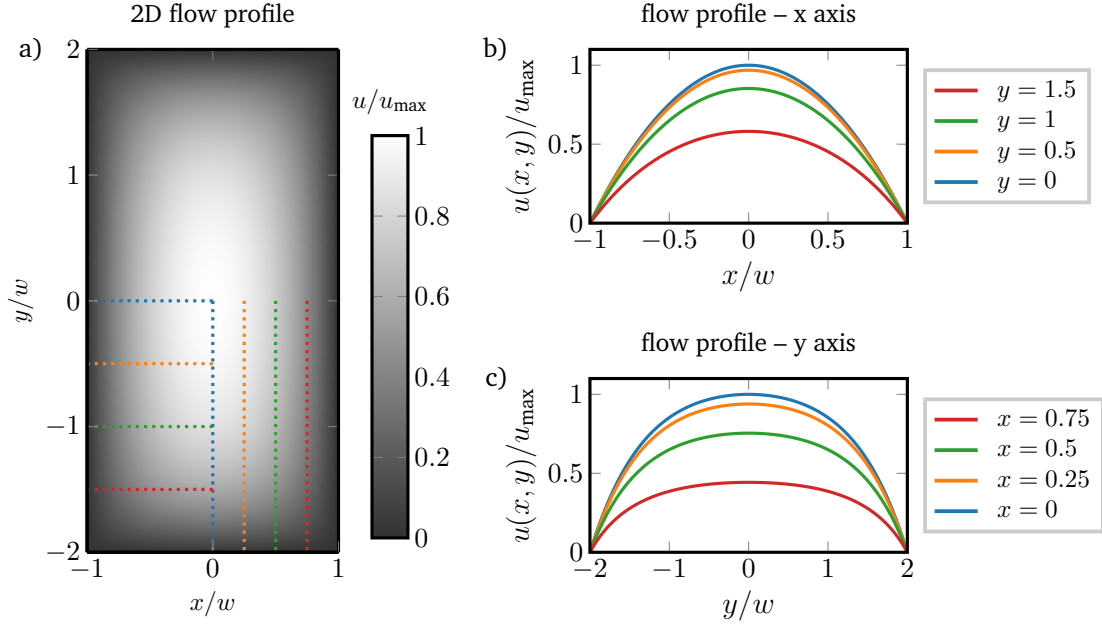 2D flow profile
a)
2
1
0
−1
−2
y/w
−1
0
1
x/w
u/umax
1
0.8
0.6
0.4
0.2
0
flow profile – x axis
b)
1
0.5
0
u(x, y)/umax
−1
−0.5
0
0.5
1
x/w
y = 1.5
y = 1
y = 0.5
y = 0
flow profile – y axis
c)
1
0.5
0
u(x, y)/umax
−2
−1
0
1
2
y/w
x = 0.75
x = 0.5
x = 0.25
x = 0